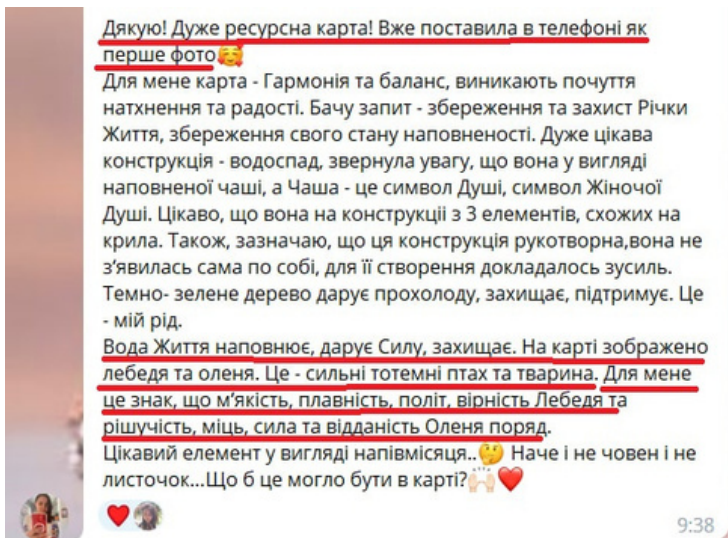 Дякую! Дуже ресурсна карта! Вже поставила в телефоні як
перше фото🥰
Для мене карта - Гармонія та баланс, виникають почуття
натхнення та радості. Бачу запит - збереження та захист Річки
Життя, збереження свого стану наповненості. Дуже цікава
конструкція - водоспад, звернула увагу, що вона у вигляді
наповненої чаші, а Чаша - це символ Душі, символ Жіночої
Душі. Цікаво, що вона на конструкціі з 3 елементів, схожих на
крила. Також, зазначаю, що ця конструкція рукотворна,вона не
з’явилась сама по собі, для її створення докладалось зусиль.
Темно- зелене дерево дарує прохолоду, захищає, підтримує. Це
- мій рід.
Вода Життя наповнює, дарує Силу, захищає. На карті зображено
лебедя та оленя. Це - сильні тотемні птах та тварина. Для мене
це знак, що м’якість, плавність, політ, вірність Лебедя та
рішучість, міць, сила та відданість Оленя поряд.
Цікавий елемент у вигляді напівмісяця..🤔 Наче і не човен і не
листочок...Що б це могло бути в карті?🙌🏻❤️
9:38